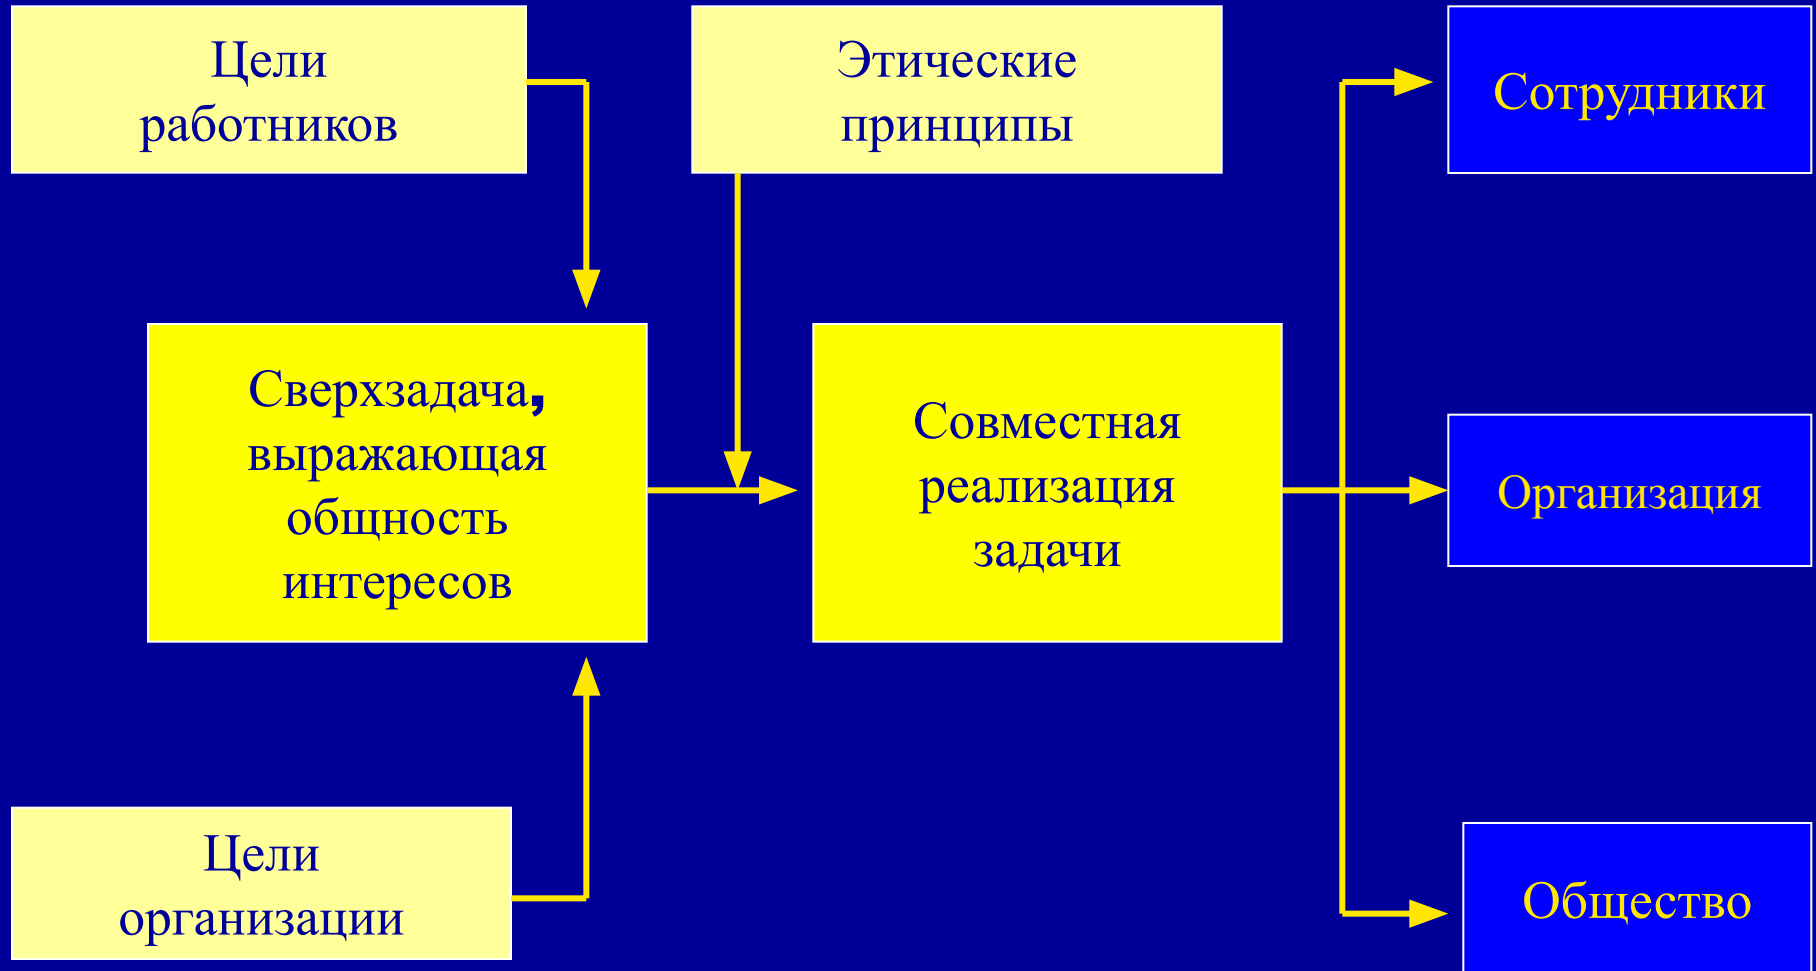 Цели
работников
Этические
принципы
Сотрудники
Сверхзадача,
выражающая
общность
интересов
Совместная
реализация
задачи
Организация
Цели
организации
Общество